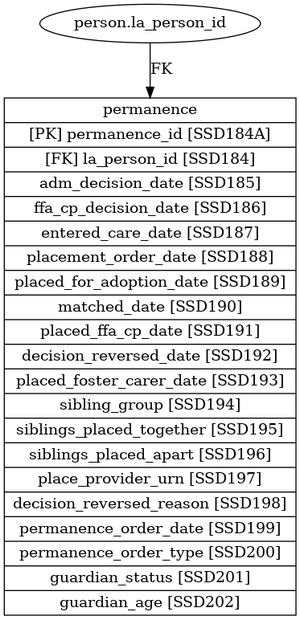 person.la_person_id
FK
permanence
[PK] permanence_id [SSD184A]
[FK] la_person_id [SSD184]
adm_decision_date [SSD185]
ffa_cp_decision_date [SSD186]
entered_care_date [SSD187]
placement_order_date [SSD188]
placed_for_adoption_date [SSD189]
matched_date [SSD190]
placed_ffa_cp_date [SSD191]
decision_reversed_date [SSD192]
placed_foster_carer_date [SSD193]
sibling_group [SSD194]
siblings_placed_together [SSD195]
siblings_placed_apart [SSD196]
place_provider_urn [SSD197]
decision_reversed_reason [SSD198]
permanence_order_date [SSD199]
permanence_order_type [SSD200]
guardian_status [SSD201]
guardian_age [SSD202]